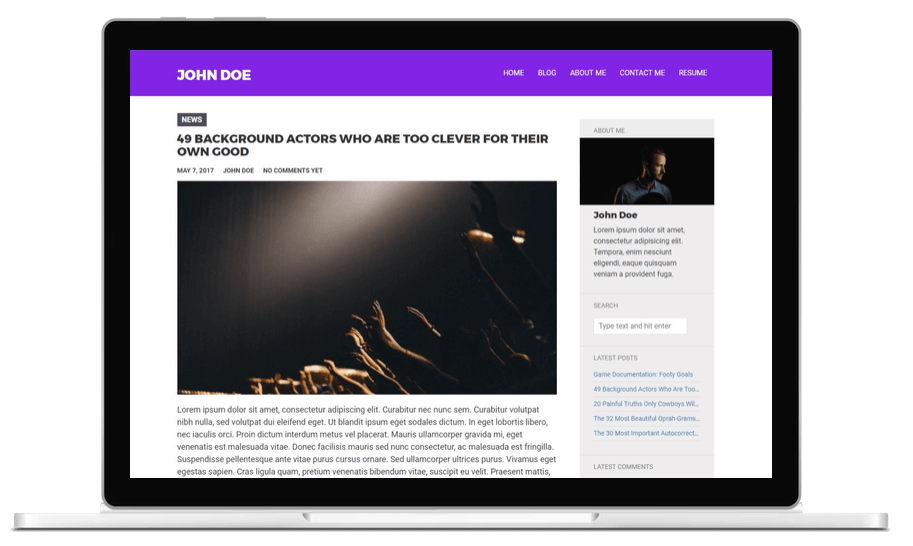 JOHN DOE
HOME BLOG ABOUT ME CONTACT ME RESUME
NEWS
49 BACKGROUND ACTORS WHO ARE TOO CLEVER FOR THEIR
OWN GOOD
MAY 7, 2017 JOHN DOE NO COMMENTS YET
Lorem ipsum dolor sit amet, consectetur adipiscing elit. Curabitur nec nunc sem. Curabitur volutpat
nibh nulla, sed volutpat dui eleifend eget. Ut blandit ipsum eget sodales dictum. In eget lobortis libero,
nec iaculis orci. Proin dictum interdum metus vel placerat. Mauris ullamcorper gravida mi, eget
venenatis est malesuada vitae. Donec facilisis mauris sed nunc consectetur, ac malesuada est fringilla.
Suspendisse pellentesque ante vitae purus cursus ornare. Sed ullamcorper ultrices purus. Vivamus eget
egestas sapien. Cras ligula quam, pretium venenatis bibendum vitae, suscipit eu velit. Praesent mattis,
ABOUT ME
John Doe
Lorem ipsum dolor sit amet,
consectetur adipisicing elit.
Tempora, enim nesciunt
eligendi, eaque quisquam
veniam a provident fuga.
SEARCH
Type text and hit enter
LATEST POSTS
Game Documentation: Footy Goals
49 Background Actors Who Are Too...
20 Painful Truths Only Cowboys Wil...
The 32 Most Beautiful Oprah-Grams...
The 30 Most Important Autocorrect...
LATEST COMMENTS